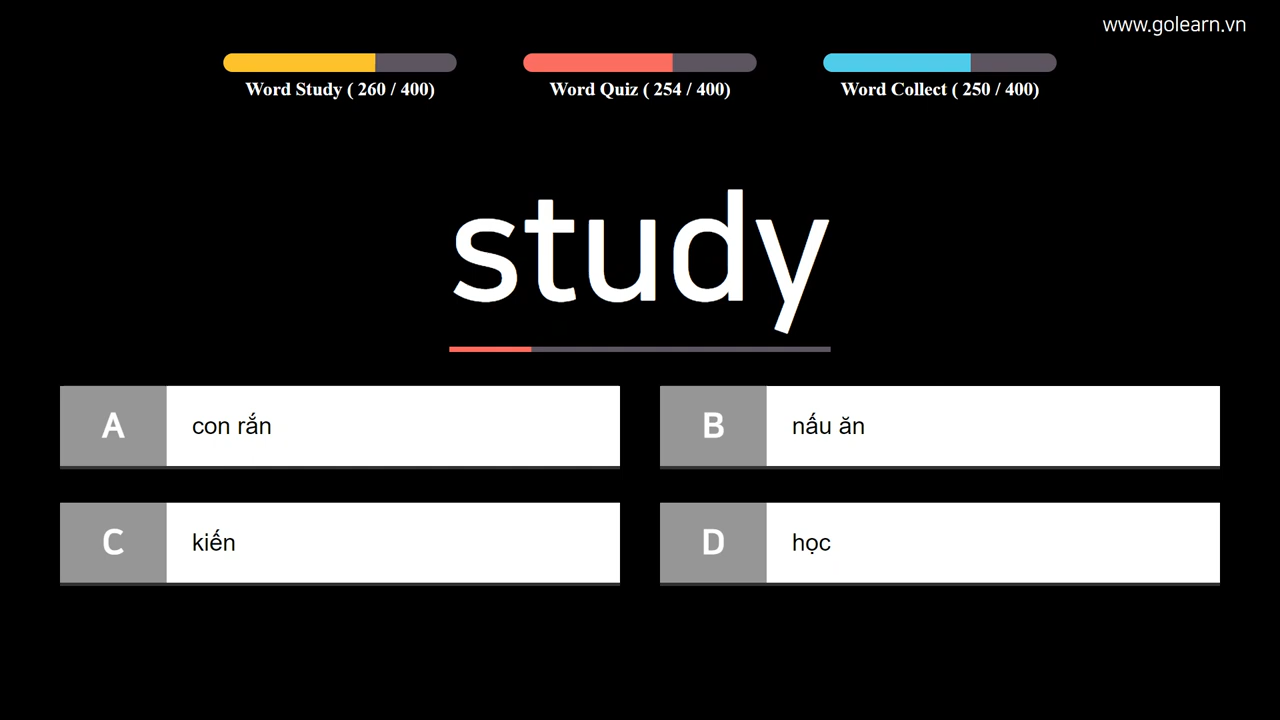 www.golearn.vn
Word Study ( 260 / 400)
Word Quiz ( 254 / 400)
Word Collect ( 250 / 400)
study
A
con rắn
B
nấu ăn
C
kiến
D
học